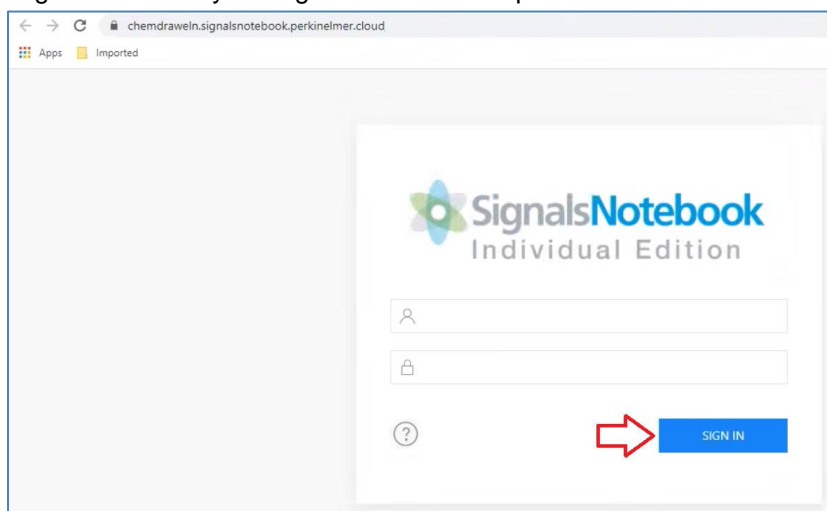 chemdraweln.signalsnotebook.perkinelmer.cloud
Apps Imported
SignalsNotebook
Individual Edition
?
SIGN IN